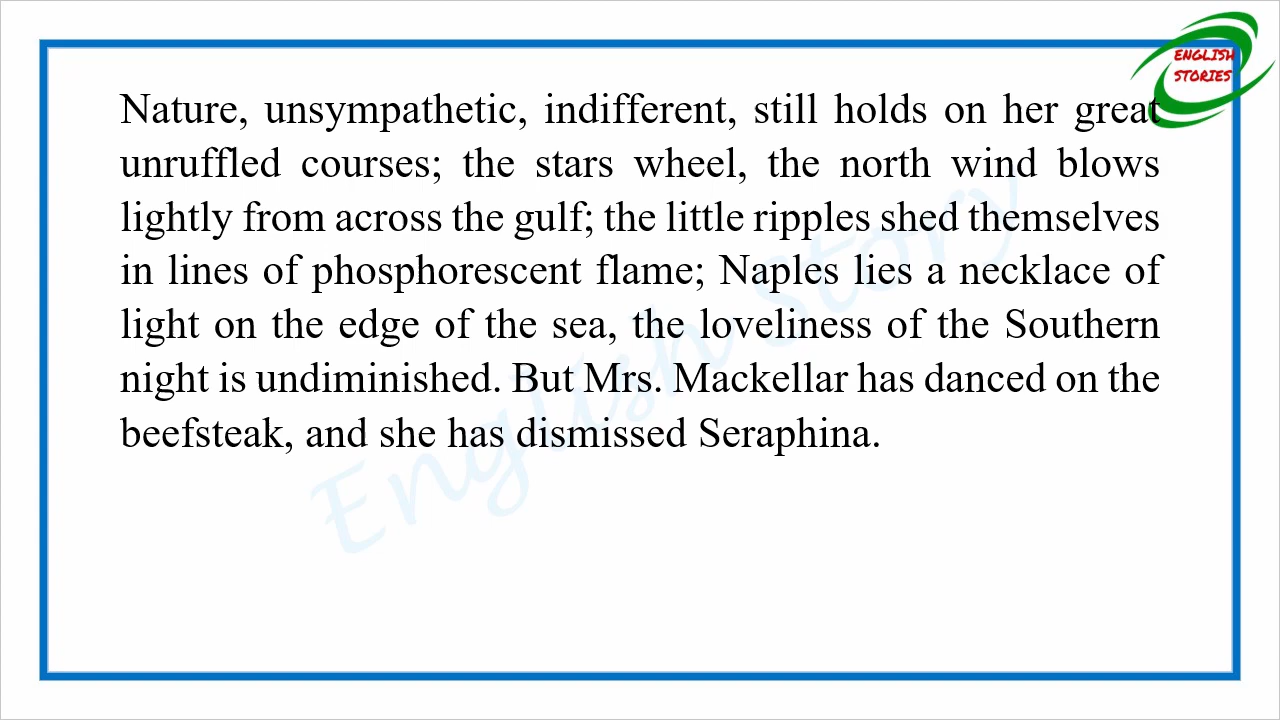 ENGLISH
STORIES
Nature, unsympathetic, indifferent, still holds on her great
unruffled courses; the stars wheel, the north wind blows
lightly from across the gulf; the little ripples shed themselves
in lines of phosphorescent flame; Naples lies a necklace of
light on the edge of the sea, the loveliness of the Southern
night is undiminished. But Mrs. Mackellar has danced on the
beefsteak, and she has dismissed Seraphina.
English Story